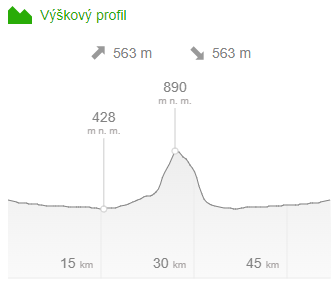 Výškový profil
563 m 563 m
890
m n. m.
428
m n. m.
15 km 30 km 45 km